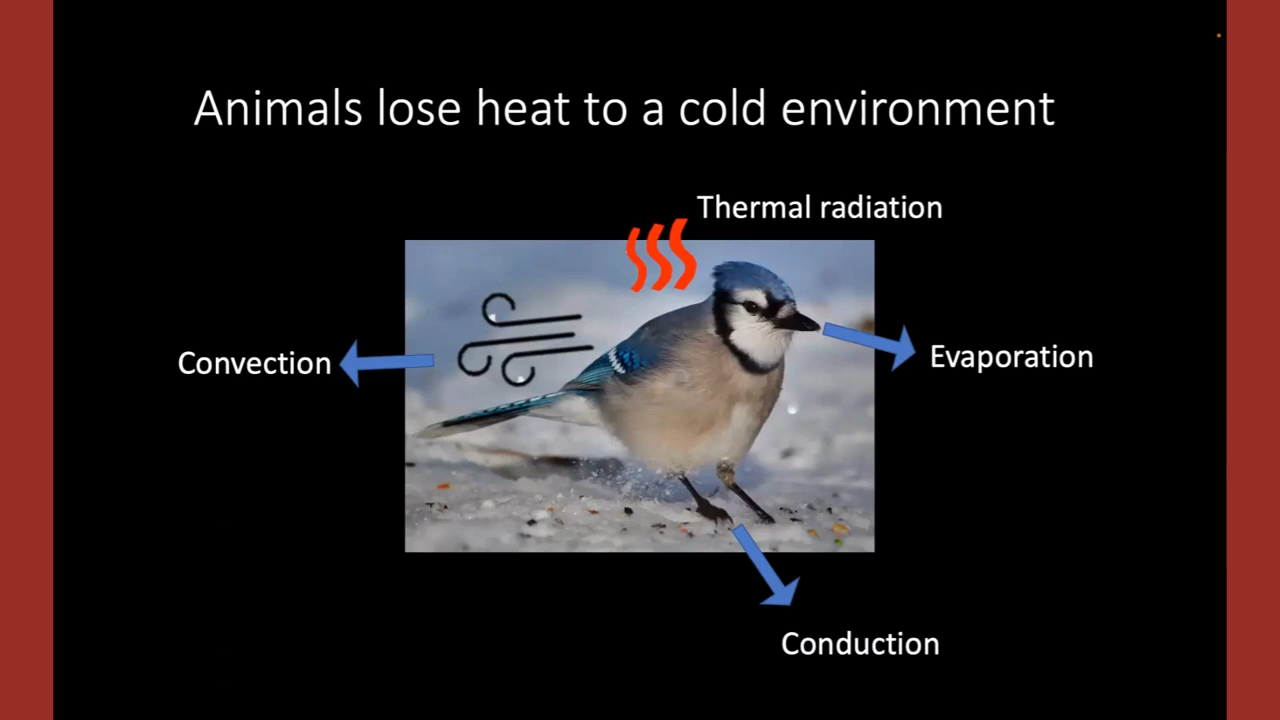 Animals lose heat to a cold environment
Thermal radiation
Convection
Evaporation
Conduction